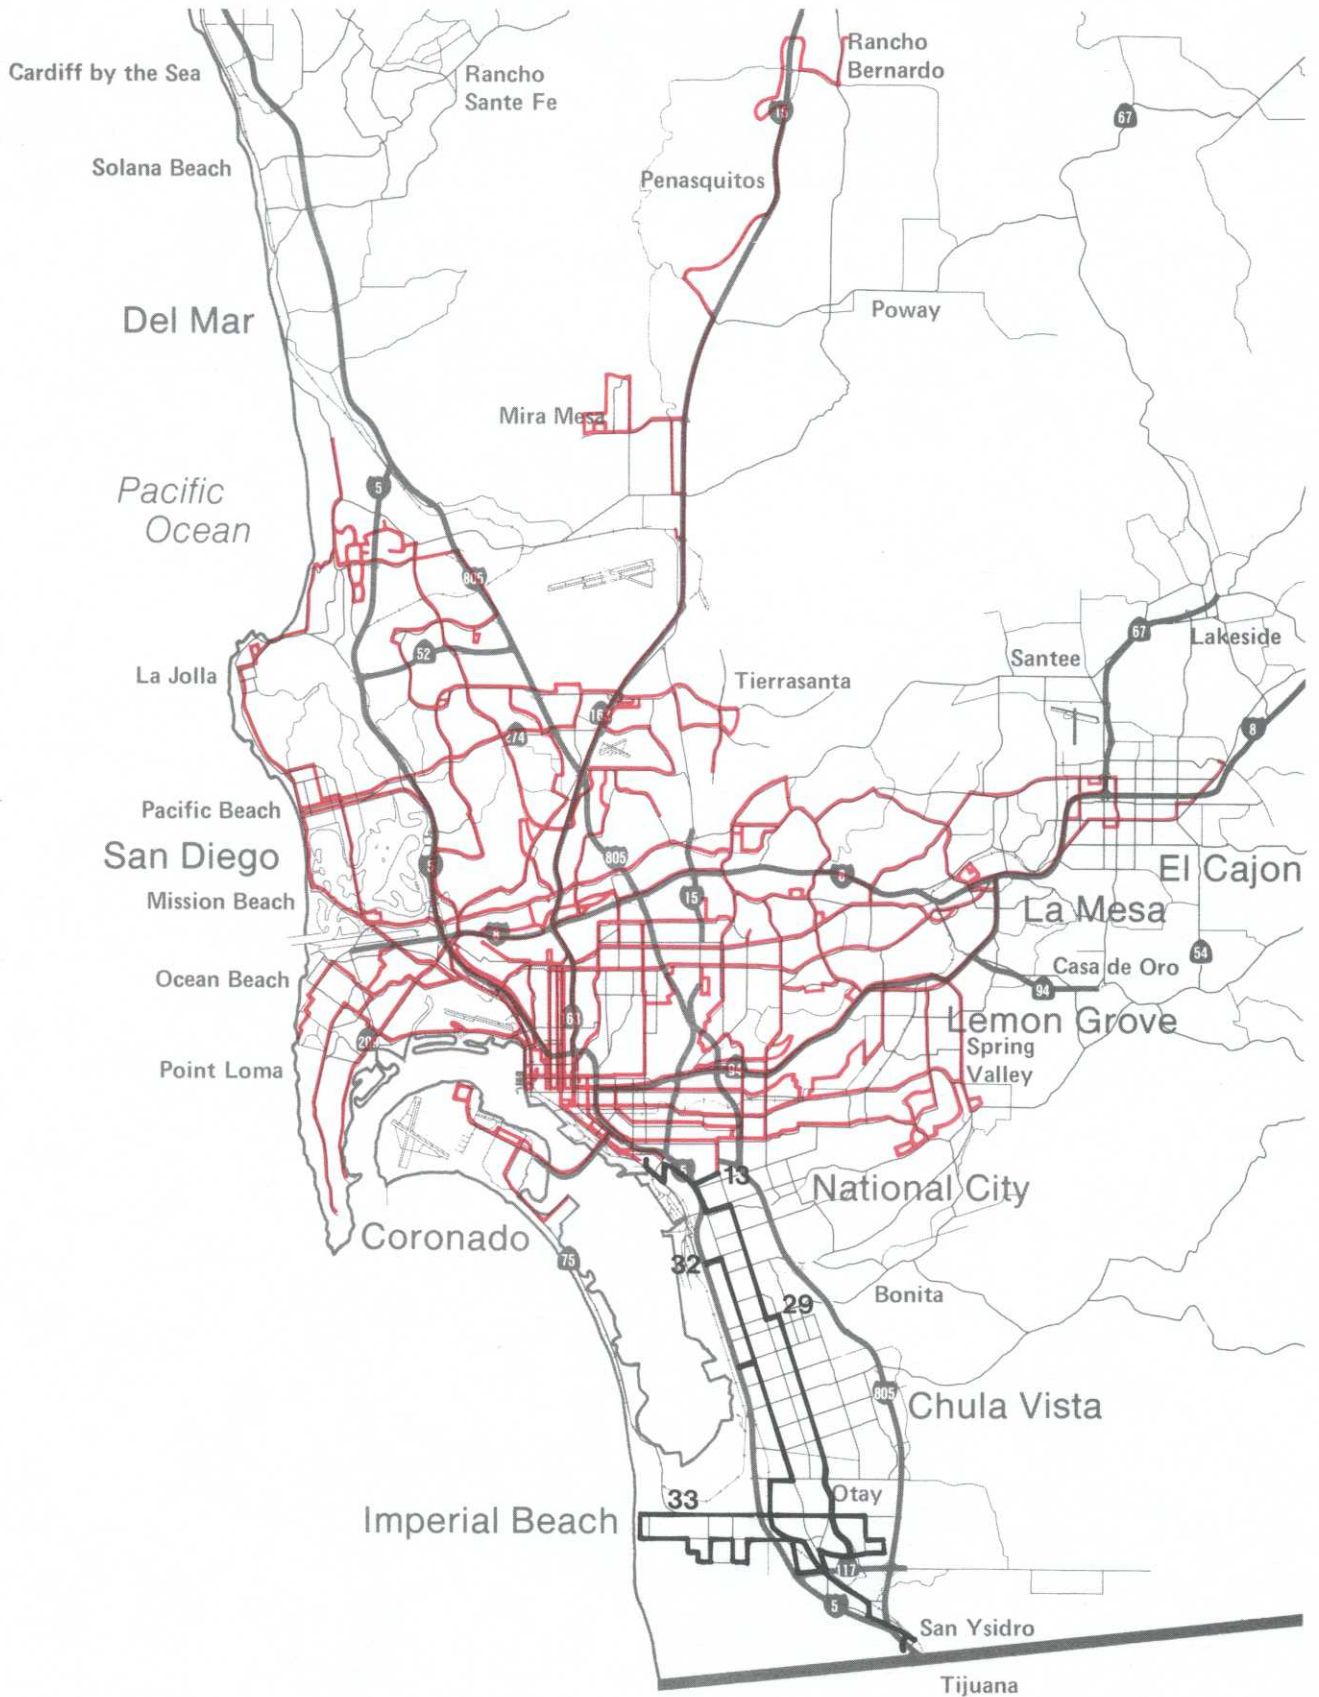 Cardiff by the Sea
Rancho
Sante Fe
Rancho
Bernardo
15
67
Solana Beach
Penasquitos
Del Mar
Poway
Mira Mesa
Pacific
Ocean
5
805
67
Lakeside
La Jolla
52
Santee
Tierrasanta
163
274
8
Pacific Beach
San Diego
5
805
8
El Cajon
Mission Beach
15
La Mesa
8
54
Ocean Beach
Casa de Oro
94
163
Lemon Grove
209
Spring
Valley
Point Loma
94
5
13
National City
Coronado
75
32
29
Bonita
805
Chula Vista
Otay
33
Imperial Beach
117
5
San Ysidro
Tijuana